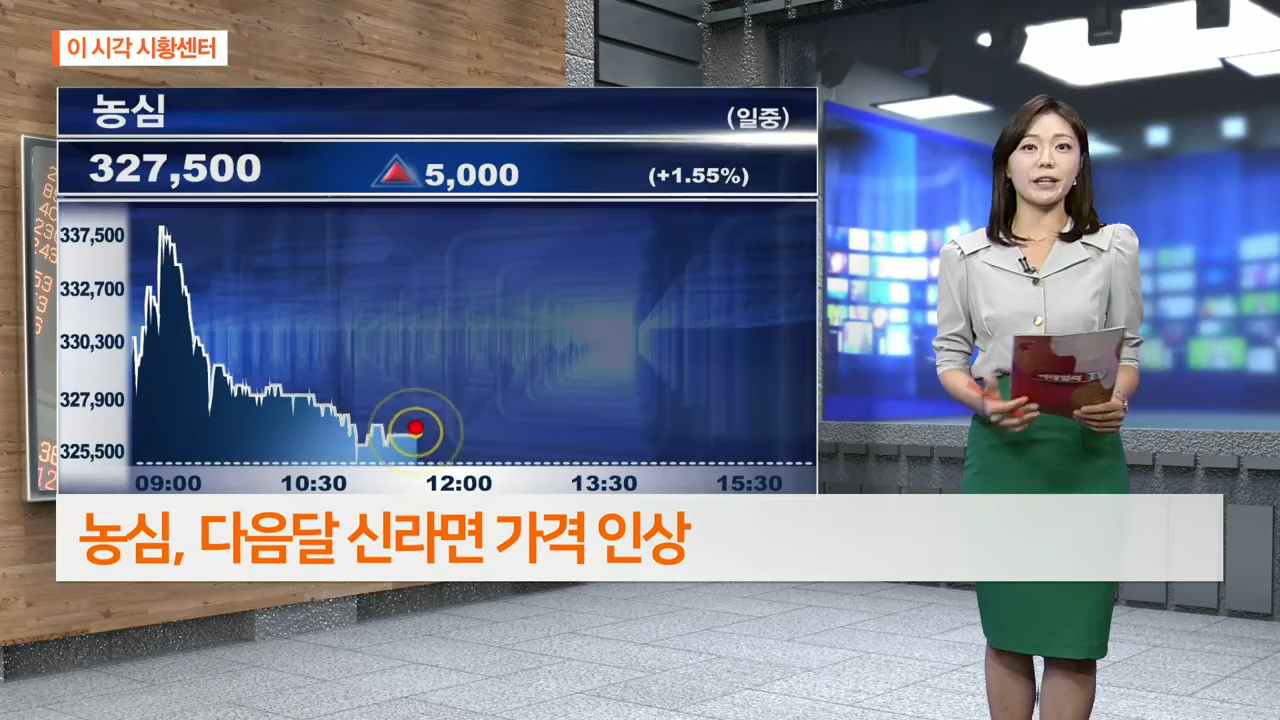 이 시각 시황센터
농심
(일중)
327,500 ▲ 5,000 (+1.55%)
337,500
332,700
330,300
327,900
325,500
09:00 10:30 12:00 13:30 15:30
농심, 다음달 신라면 가격 인상
TV